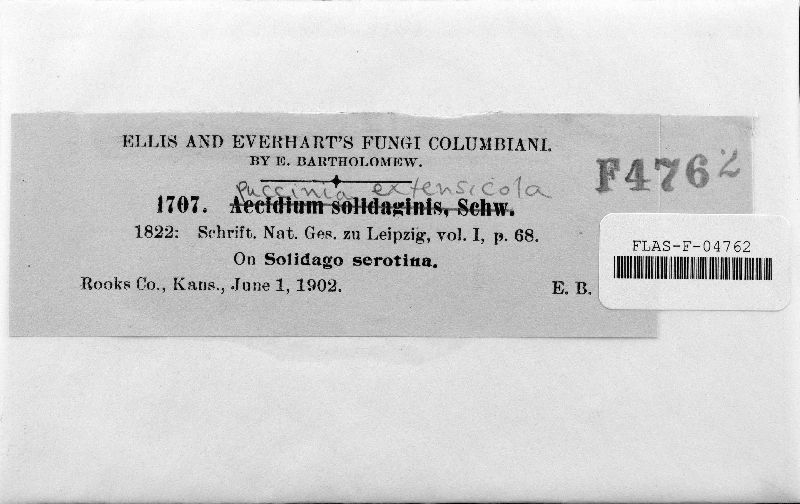 ELLIS AND EVERHART'S FUNGI COLUMBIANI.
BY E. BARTHOLOMEW.
F4762
Puccinia extensicola
1707. Aecidium solidaginis, Schw.
1822: Schrift. Nat. Ges. zu Leipzig, vol. I, p. 68.
On Solidago serotina.
Rooks Co., Kans., June 1, 1902. E. B.
FLAS-F-04762